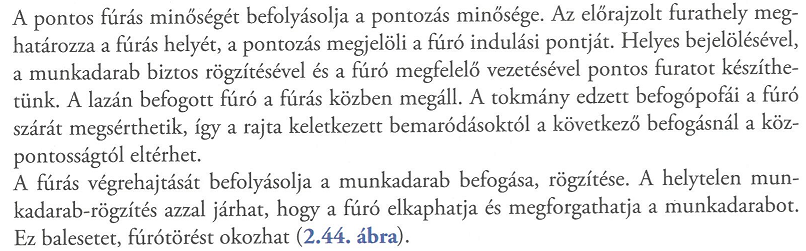 A pontos fúrás minőségét befolyásolja a pontozás minősége. Az előrajzolt furathely meg-
határozza a fúrás helyét, a pontozás megjelöli a fúró indulási pontját. Helyes bejelölésével,
a munkadarab biztos rögzítésével és a fúró megfelelő vezetésével pontos furatot készíthe-
tünk. A lazán befogott fúró a fúrás közben megáll. A tokmány edzett befogópofái a fúró
szárát megsérthetik, így a rajta keletkezett bemaródásoktól a következő befogásnál a köz-
pontosságtól eltérhet.
A fúrás végrehajtását befolyásolja a munkadarab befogása, rögzítése. A helytelen mun-
kadarab-rögzítés azzal járhat, hogy a fúró elkaphatja és megforgathatja a munkadarabot.
Ez balesetet, fúrótörést okozhat (2.44. ábra).